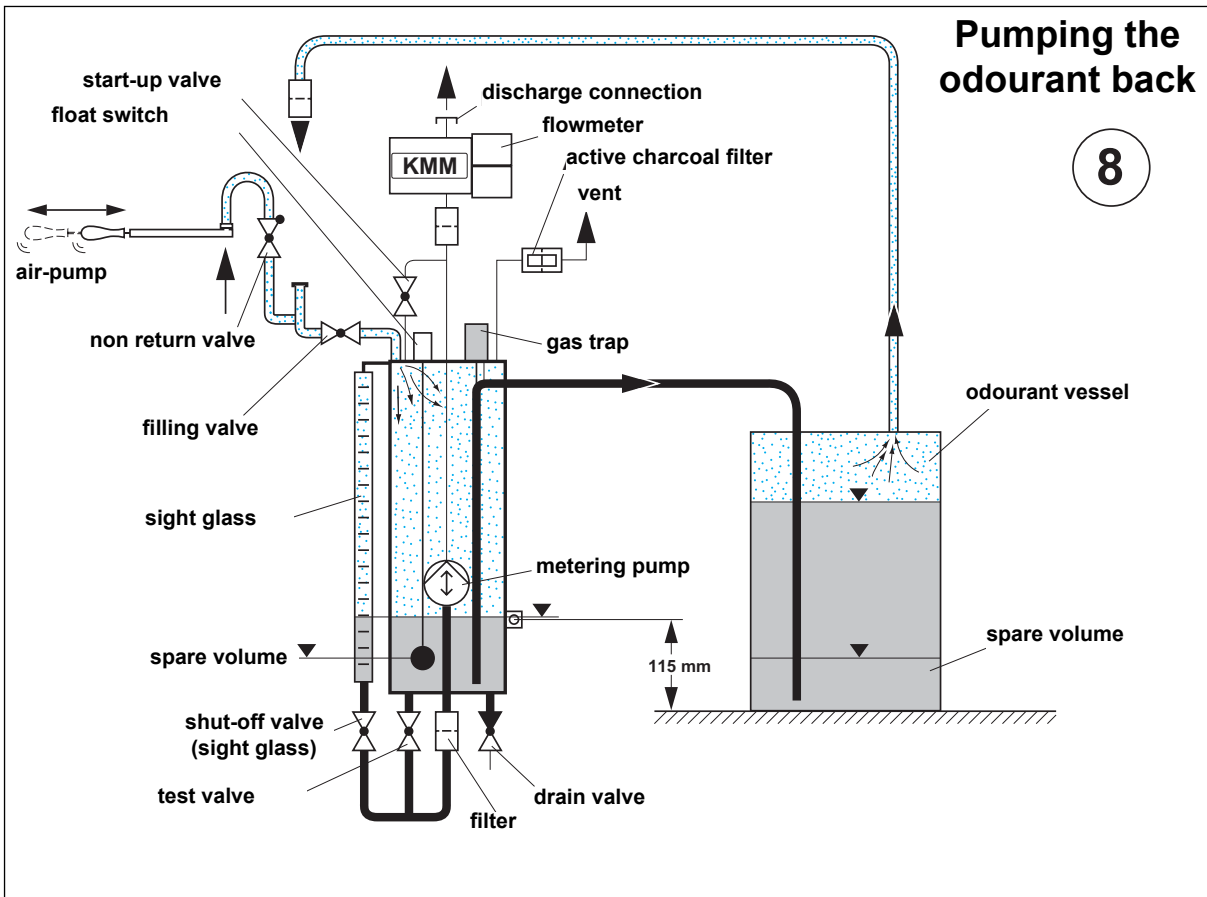 Pumping the
odourant back
8
start-up valve
float switch
discharge connection
flowmeter
KMM
active charcoal filter
vent
air-pump
non return valve
gas trap
filling valve
odourant vessel
sight glass
metering pump
spare volume
115 mm
spare volume
shut-off valve
(sight glass)
test valve
drain valve
filter